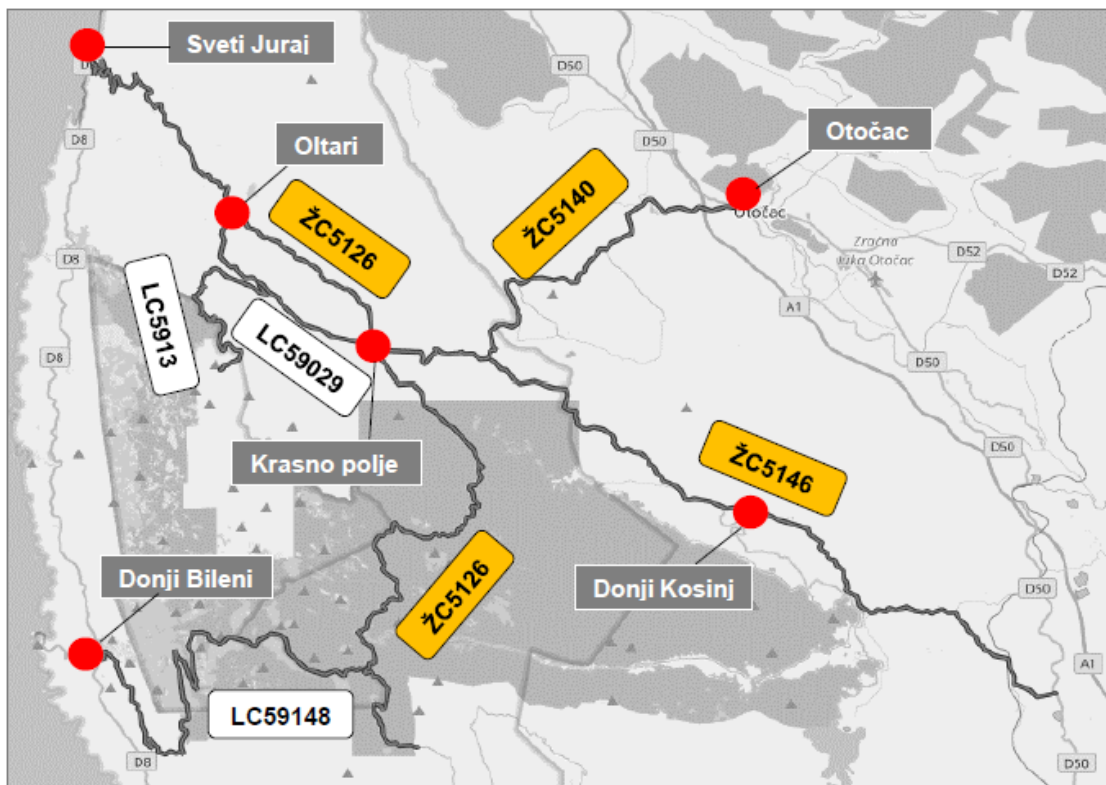 Sveti Juraj
D50
D8
D50
Otočac
Oltari
ŽC5126
ŽC5140
Otočac
Zračna
luka Otočac
D52
D52
D8
LC5913
LC59029
A1
D8
D50
Krasno polje
ŽC5146
D50
Donji Bileni
ŽC5126
Donji Kosinj
D50
A1
LC59148
D8
D50